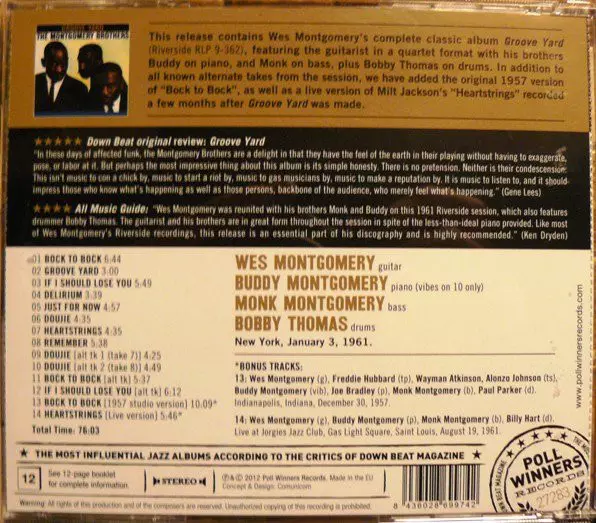 GROOVE YARD
THE MONTGOMERY BROTHERS
This release contains Wes Montgomery's complete classic album Groove Yard
(Riverside RLP 9-362), featuring the guitarist in a quartet format with his brothers
Buddy on piano, and Monk on bass, plus Bobby Thomas on drums. In addition to
all known alternate takes from the session, we have added the original 1957 version
of "Bock to Bock", as well as a live version of Milt Jackson's "Heartstrings" recorded
a few months after Groove Yard was made.
★★★★★ Down Beat original review: Groove Yard
"In these days of affected funk, the Montgomery Brothers are a delight in that they have the feel of the earth in their playing without having to exaggerate,
pose, or labor at it. But perhaps the most impressive thing about this album is its simple honesty. There is no pretension. Neither is their condescension.
This isn't music to con a chick by, music to start a riot by, music to gas musicians by, music to make a reputation by. It is music to listen to, and it should
impress those who know what's happening as well as those persons, backbone of the audience, who merely feel what's happening." (Gene Lees)
★★★★ All Music Guide: "Wes Montgomery was reunited with his brothers Monk and Buddy on this 1961 Riverside session, which also features
drummer Bobby Thomas. The guitarist and his brothers are in great form throughout the session in spite of the less-than-ideal piano provided. Like most
of Wes Montgomery's Riverside recordings, this release is an essential part of his discography and is highly recommended." (Ken Dryden)
01 BOCK TO BOCK 6:44
02 GROOVE YARD 3:00
03 IF I SHOULD LOSE YOU 5:49
04 DELIRIUM 3:39
05 JUST FOR NOW 4:57
06 DOUJIE 4:35
07 HEARTSTRINGS 4:35
08 REMEMBER 5:38
09 DOUJIE [alt tk 1 (take 7)] 4:25
10 DOUJIE [alt tk 2 (take 8)] 4:49
11 BOCK TO BOCK [alt tk] 5:37
12 IF I SHOULD LOSE YOU [alt tk] 6:12
13 BOCK TO BOCK [1957 studio version] 10:09*
14 HEARTSTRINGS [Live version] 5:46*
Total Time: 76:03
WES MONTGOMERY guitar
BUDDY MONTGOMERY piano (vibes on 10 only)
MONK MONTGOMERY bass
BOBBY THOMAS drums
New York, January 3, 1961.
*BONUS TRACKS:
13: Wes Montgomery (g), Freddie Hubbard (tp), Wayman Atkinson, Alonzo Johnson (ts),
Buddy Montgomery (vib), Joe Bradley (p), Monk Montgomery (b), Paul Parker (d).
Indianapolis, Indiana, December 30, 1957.
14: Wes Montgomery (g), Buddy Montgomery (p), Monk Montgomery (b), Billy Hart (d).
Live at Jorgies Jazz Club, Gas Light Square, Saint Louis, August 19, 1961.
www.pollwinnersrecords.com
★ THE MOST INFLUENTIAL JAZZ ALBUMS ACCORDING TO THE CRITICS OF DOWN BEAT MAGAZINE ★
12
See 12-page booklet
for complete information.
STEREO
℗&© 2012 Poll Winners Records. Made in the EU
Concept & Design: Comunicom
8 436028 699742
POLL
WINNERS
RECORDS
27283
Warning: All rights of this production and of the composers are reserved. Unauthorized copying of this recording is prohibited.